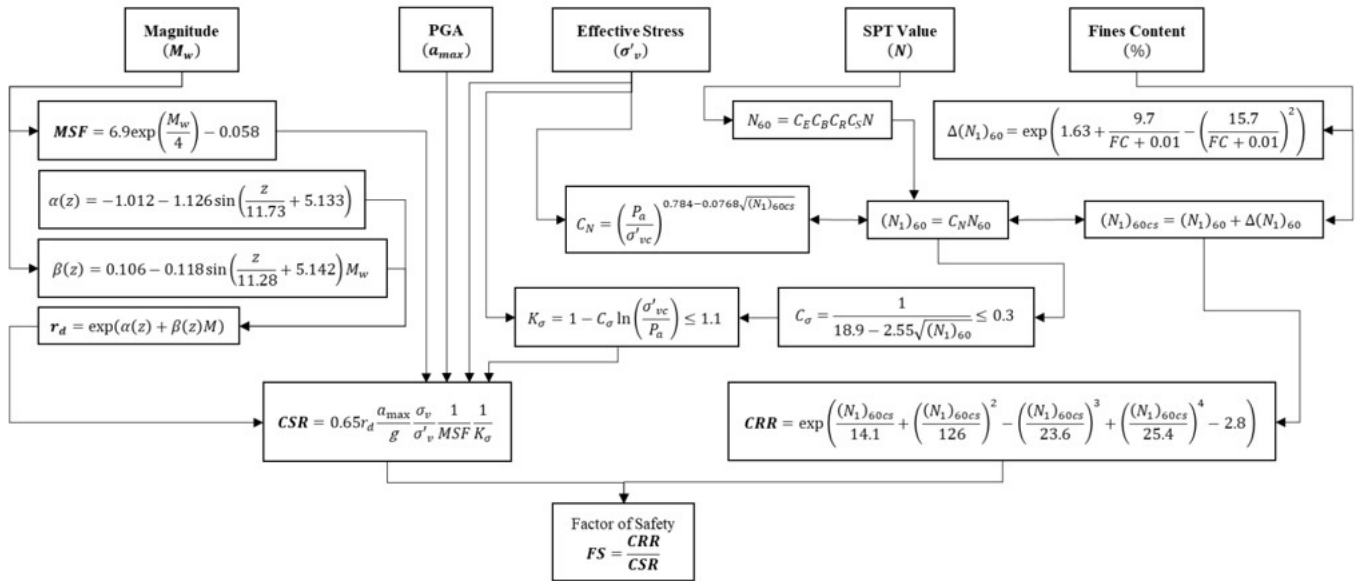 Magnitude
(M_w)
PGA
(a_max)
Effective Stress
(σ'_v)
SPT Value
(N)
Fines Content
(%)
MSF = 6.9exp(M_w/4) − 0.058
N_60 = C_E C_B C_R C_S N
Δ(N_1)_60 = exp(1.63 + 9.7/(FC + 0.01) − (15.7/(FC + 0.01))^2)
α(z) = −1.012 − 1.126 sin(z/11.73 + 5.133)
C_N = (P_a/σ'_vc)^(0.784−0.0768√((N_1)_60cs))
(N_1)_60 = C_N N_60
(N_1)_60cs = (N_1)_60 + Δ(N_1)_60
β(z) = 0.106 − 0.118 sin(z/11.28 + 5.142) M_w
r_d = exp(α(z) + β(z)M)
K_σ = 1 − C_σ ln(σ'_vc/P_a) ≤ 1.1
C_σ = 1/(18.9 − 2.55√((N_1)_60)) ≤ 0.3
CSR = 0.65r_d a_max/g σ_v/σ'_v 1/MSF 1/K_σ
CRR = exp((N_1)_60cs/14.1 + ((N_1)_60cs/126)^2 − ((N_1)_60cs/23.6)^3 + ((N_1)_60cs/25.4)^4 − 2.8)
Factor of Safety
FS = CRR/CSR